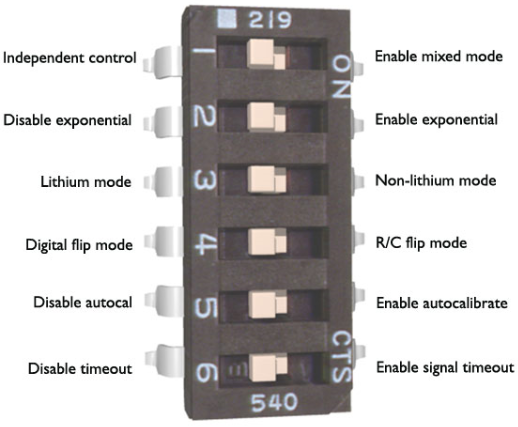 219
Independent control
1
Enable mixed mode
ON
Disable exponential
2
Enable exponential
Lithium mode
3
Non-lithium mode
Digital flip mode
4
R/C flip mode
Disable autocal
5
Enable autocalibrate
CTS
Disable timeout
6
Enable signal timeout
540